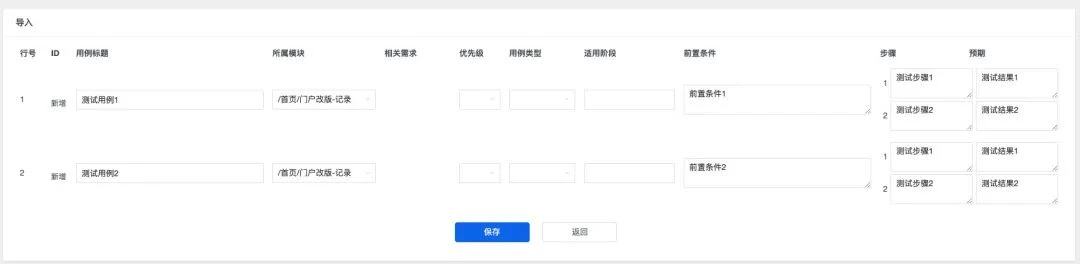 导入
行号 ID 用例标题 所属模块 相关需求 优先级 用例类型 适用阶段 前置条件 步骤 预期
1 新增 测试用例1 /首页/门户改版-记录 前置条件1 1 测试步骤1 测试结果1
2 测试步骤2 测试结果2
2 新增 测试用例2 /首页/门户改版-记录 前置条件2 1 测试步骤1 测试结果1
2 测试步骤2 测试结果2
保存 返回